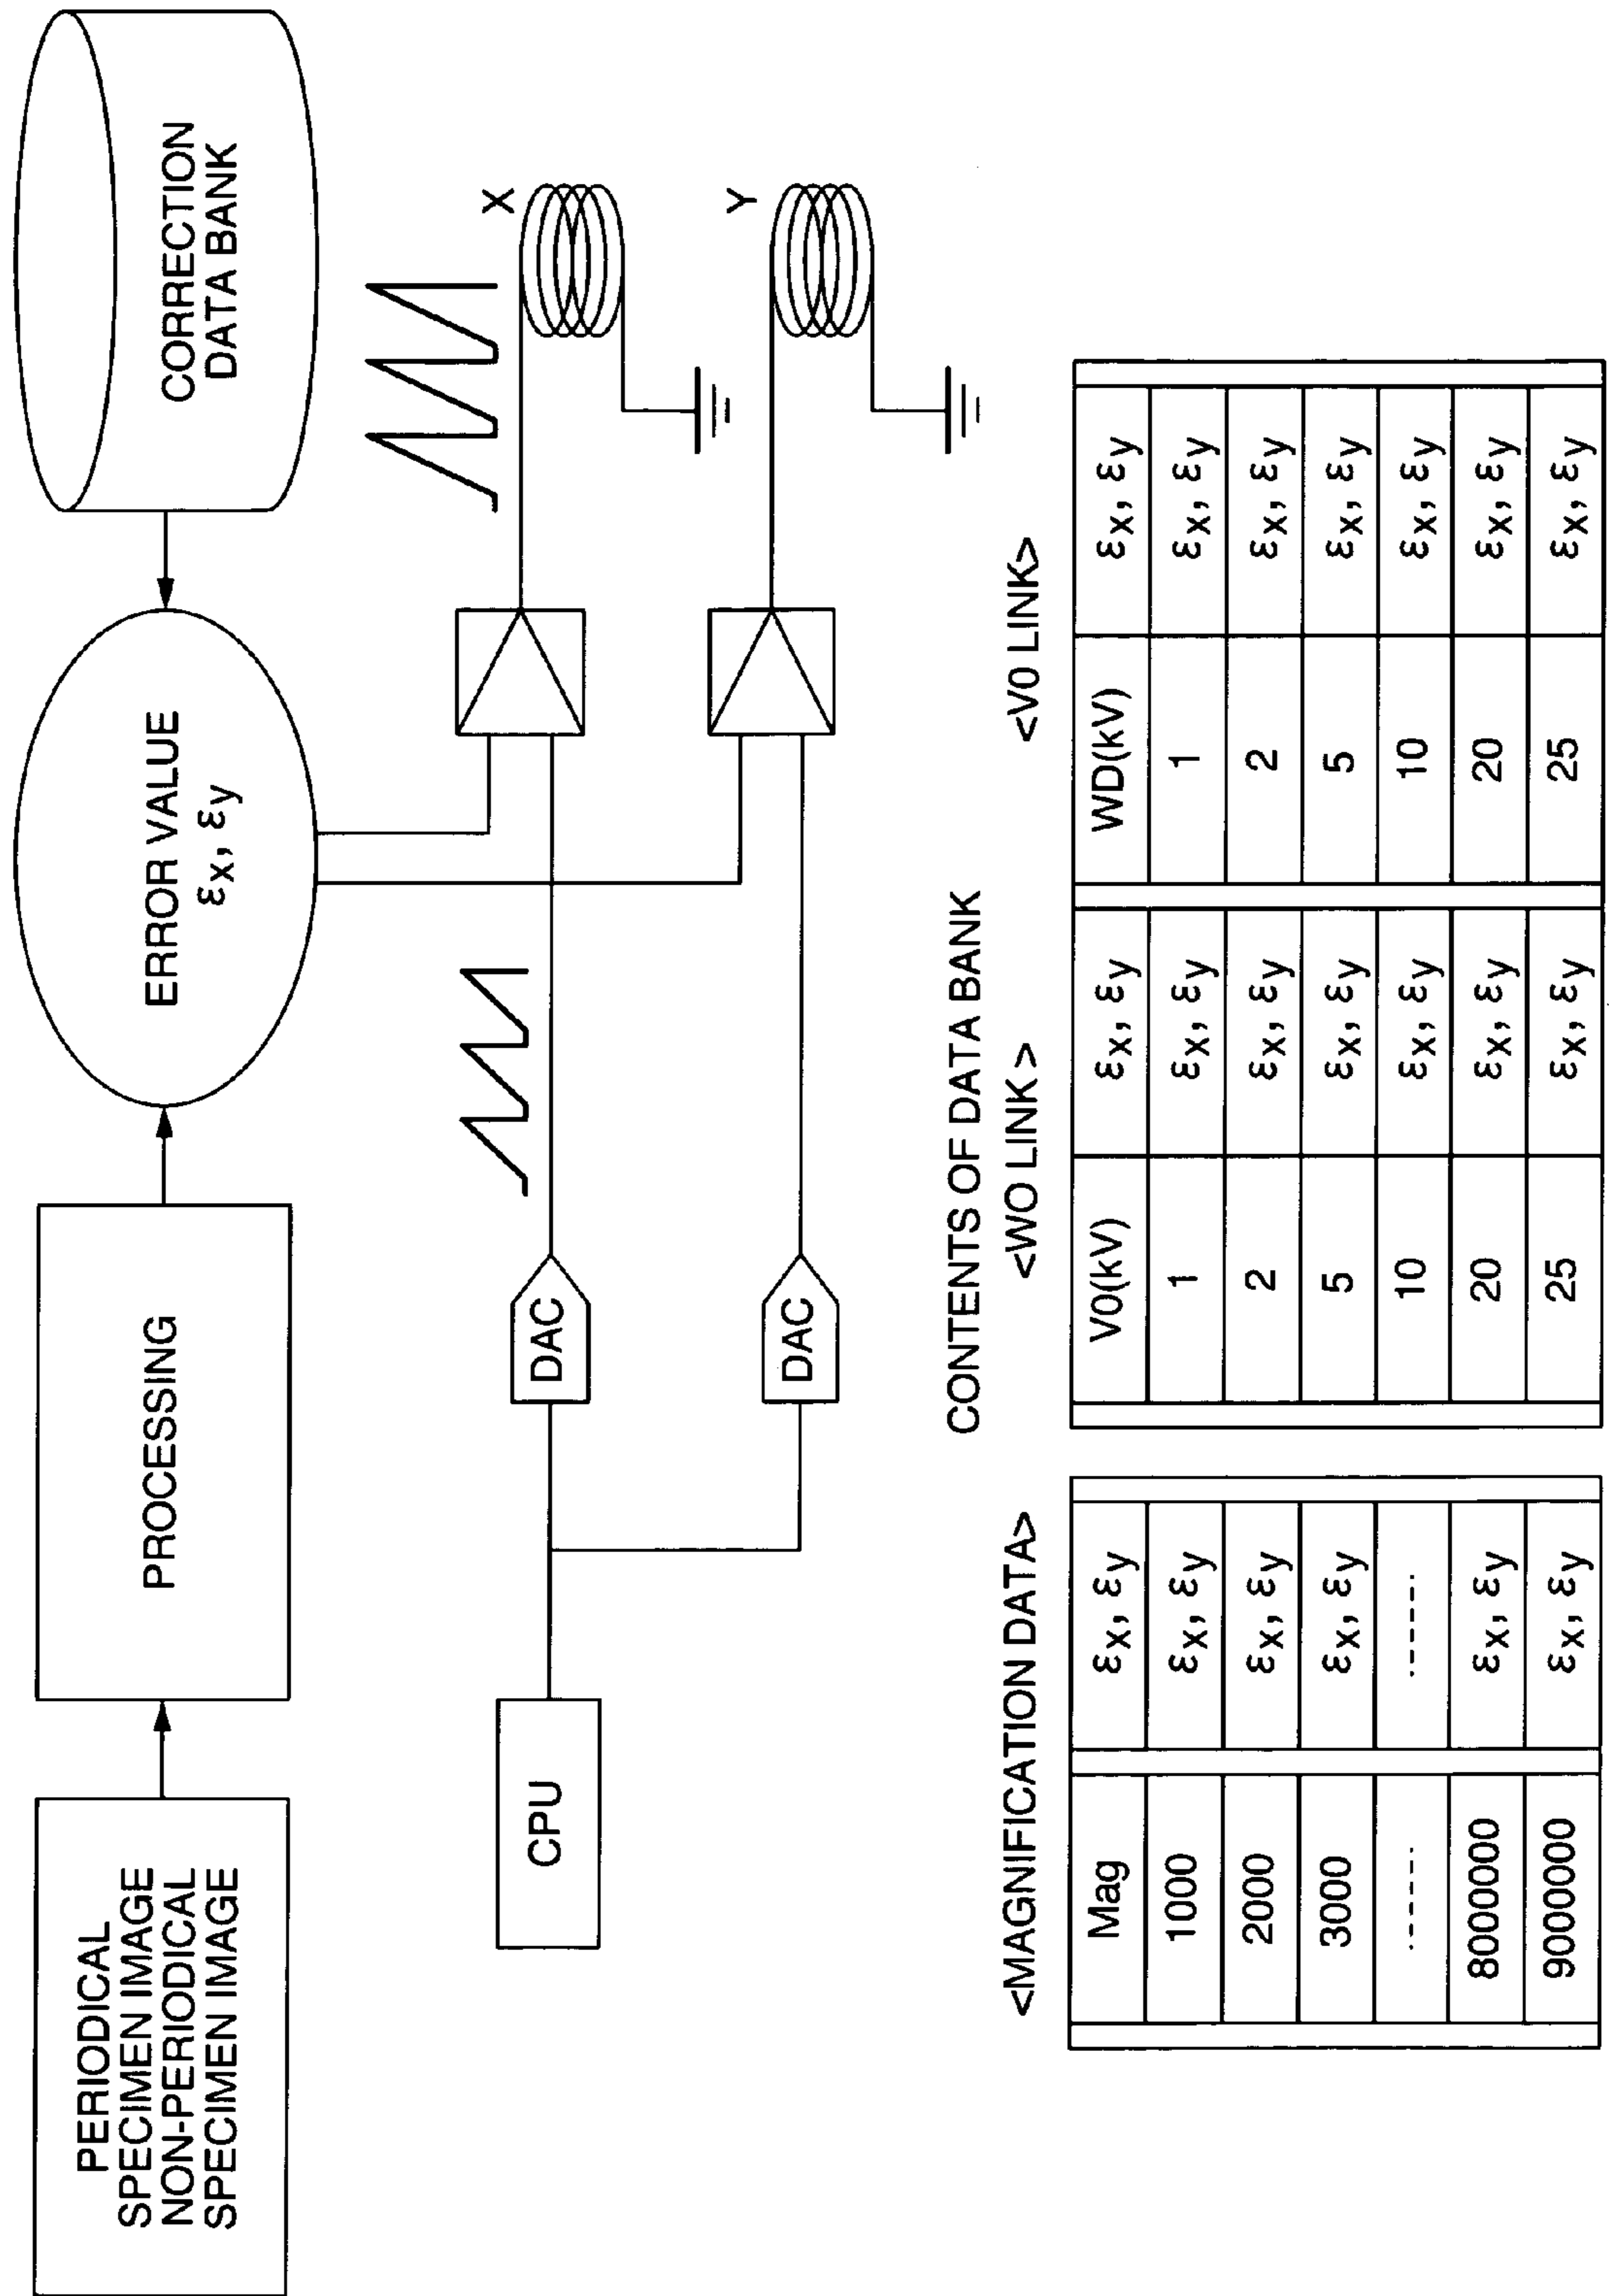 PERIODICAL
SPECIMEN IMAGE
NON-PERIODICAL
SPECIMEN IMAGE
PROCESSING
ERROR VALUE
εx, εy
CORRECTION
DATA BANK
CPU
DAC
DAC
X
Y
CONTENTS OF DATA BANK
<MAGNIFICATION DATA>
Mag εx, εy
1000 εx, εy
2000 εx, εy
3000 εx, εy
------ ------
8000000 εx, εy
9000000 εx, εy
<WO LINK>
<V0 LINK>
V0(kV) εx, εy WD(kV) εx, εy
1 εx, εy 1 εx, εy
2 εx, εy 2 εx, εy
5 εx, εy 5 εx, εy
10 εx, εy 10 εx, εy
20 εx, εy 20 εx, εy
25 εx, εy 25 εx, εy